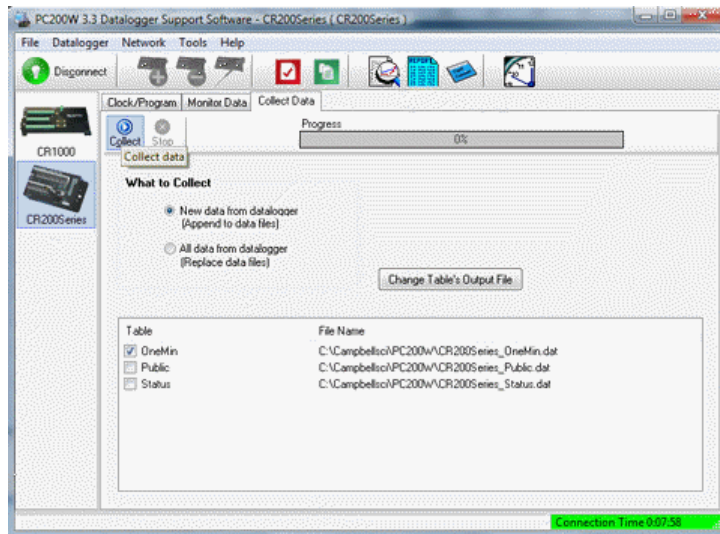 PC200W 3.3 Datalogger Support Software - CR200Series ( CR200Series )
File Datalogger Network Tools Help
Disconnect
REPORT
Clock/Program Monitor Data Collect Data
Collect Stop
Progress
0%
Collect data
CR1000
CR200Series
What to Collect
New data from datalogger
(Append to data files)
All data from datalogger
(Replace data files)
Change Table's Output File
Table File Name
OneMin C:\Campbellsci\PC200W\CR200Series_OneMin.dat
Public C:\Campbellsci\PC200W\CR200Series_Public.dat
Status C:\Campbellsci\PC200W\CR200Series_Status.dat
Connection Time 0:07:58